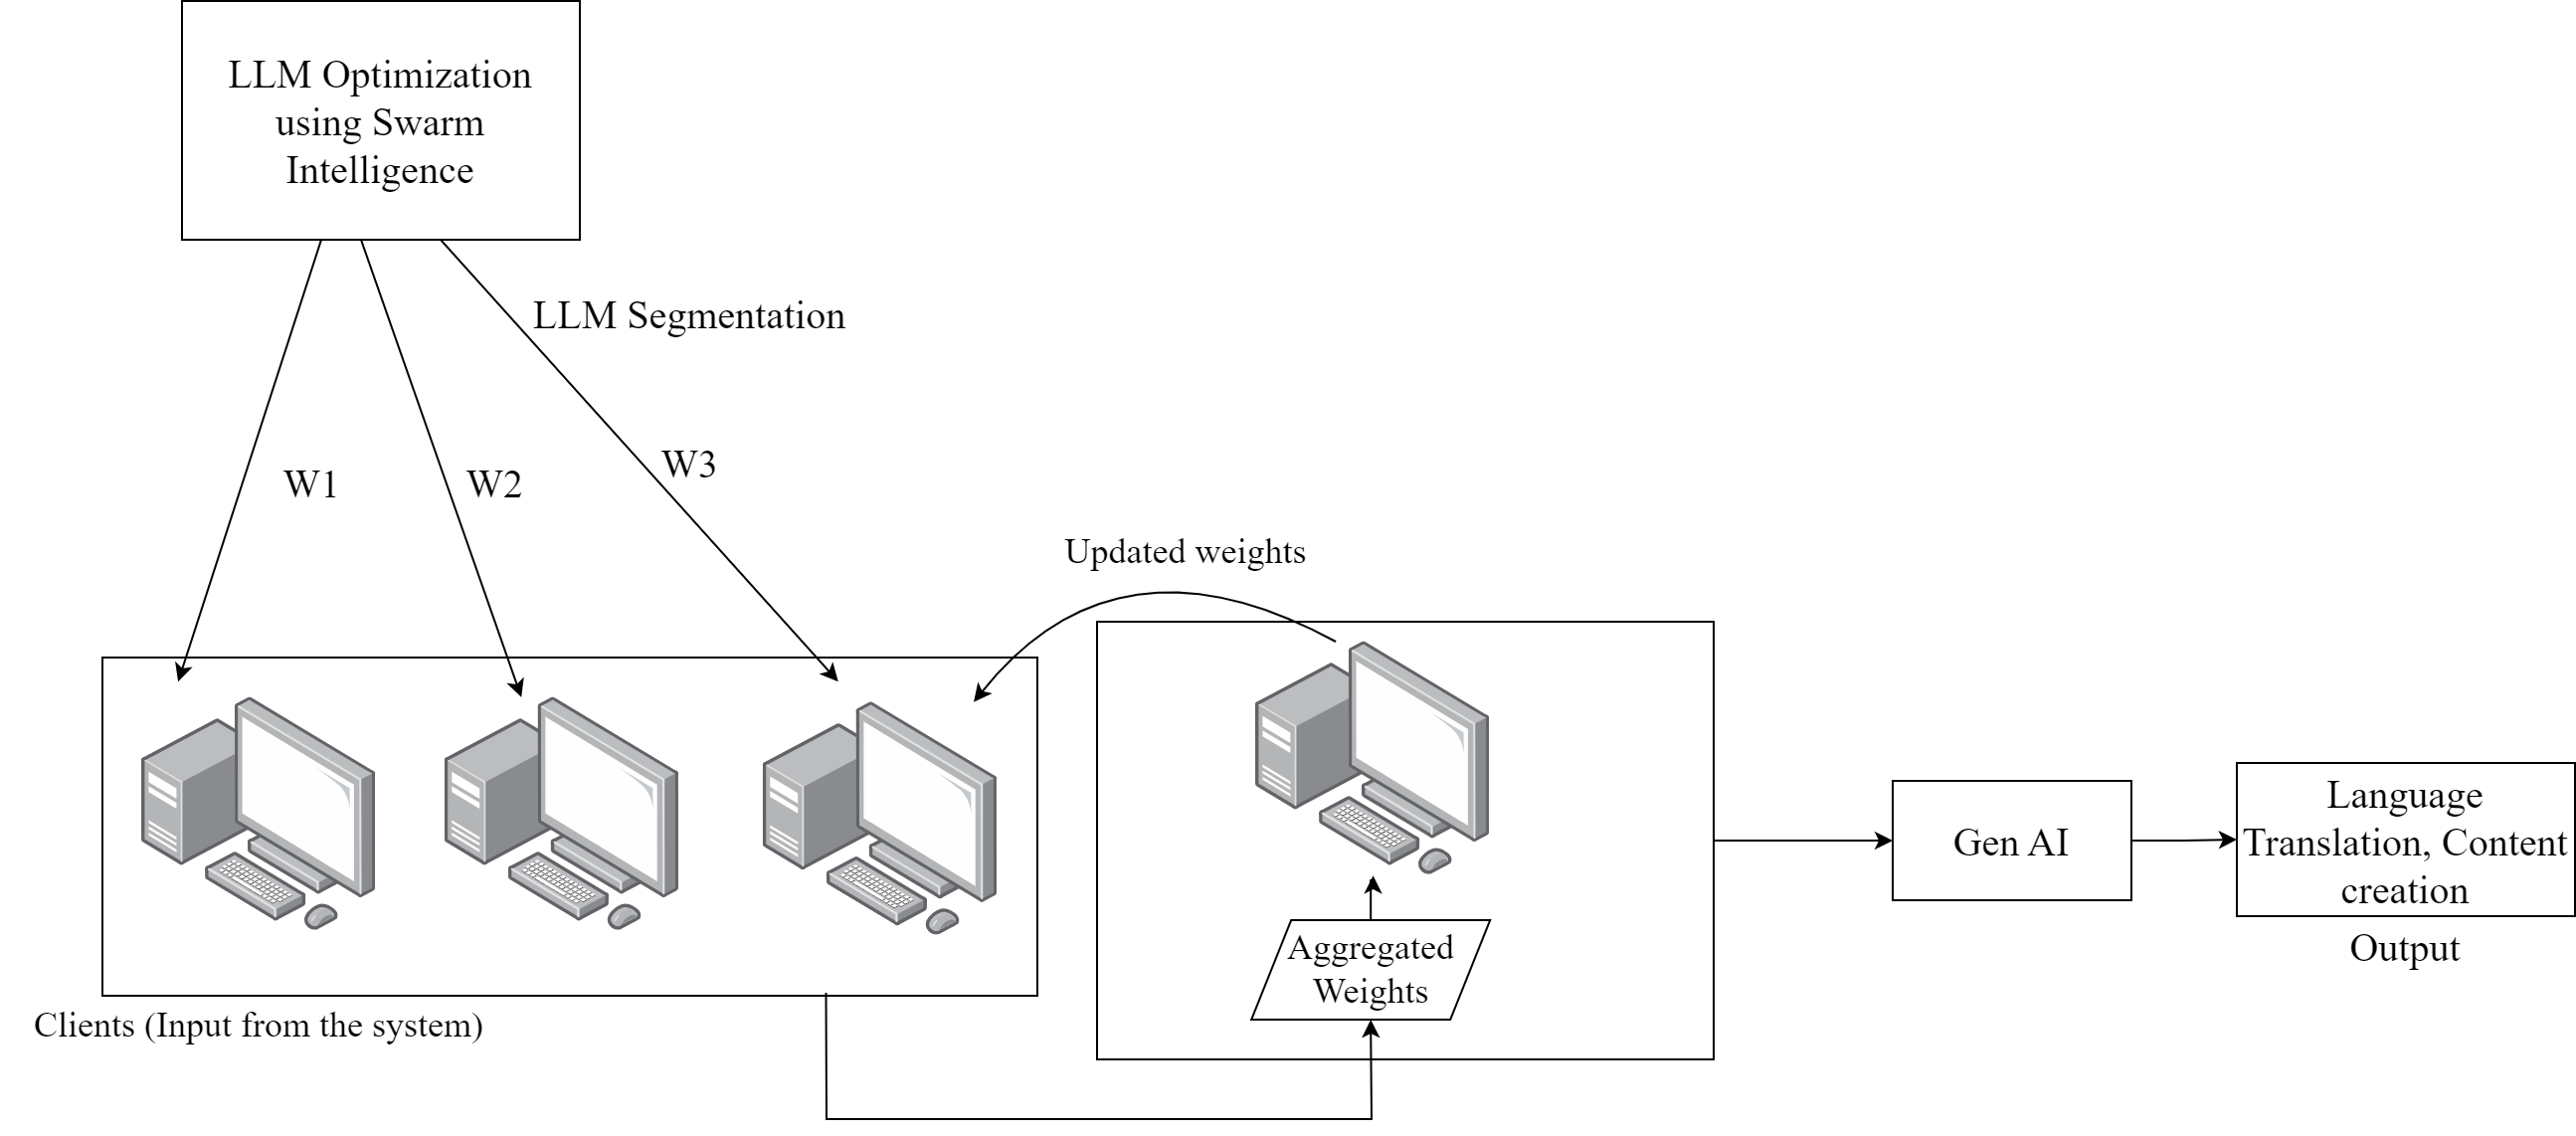 LLM Optimization
using Swarm
Intelligence
LLM Segmentation
W1
W2
W3
Updated weights
Aggregated
Weights
Clients (Input from the system)
Gen AI
Language
Translation, Content
creation
Output